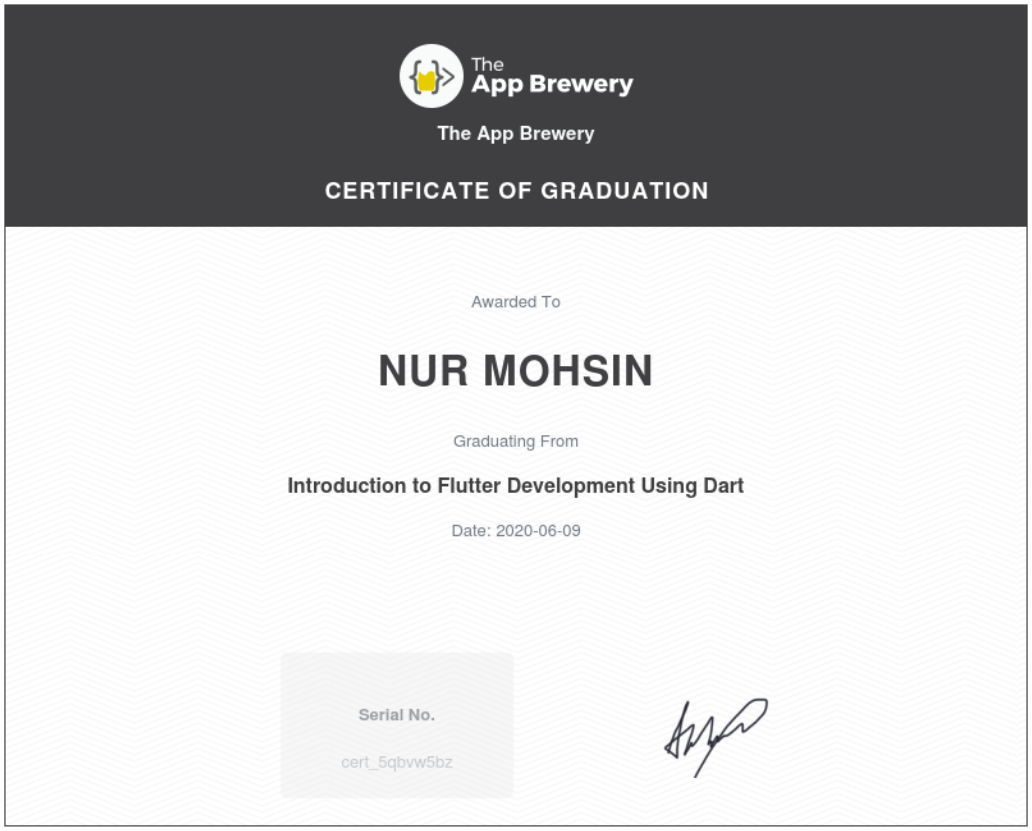 The
App Brewery
The App Brewery
CERTIFICATE OF GRADUATION
Awarded To
NUR MOHSIN
Graduating From
Introduction to Flutter Development Using Dart
Date: 2020-06-09
Serial No.
cert_5qbvw5bz